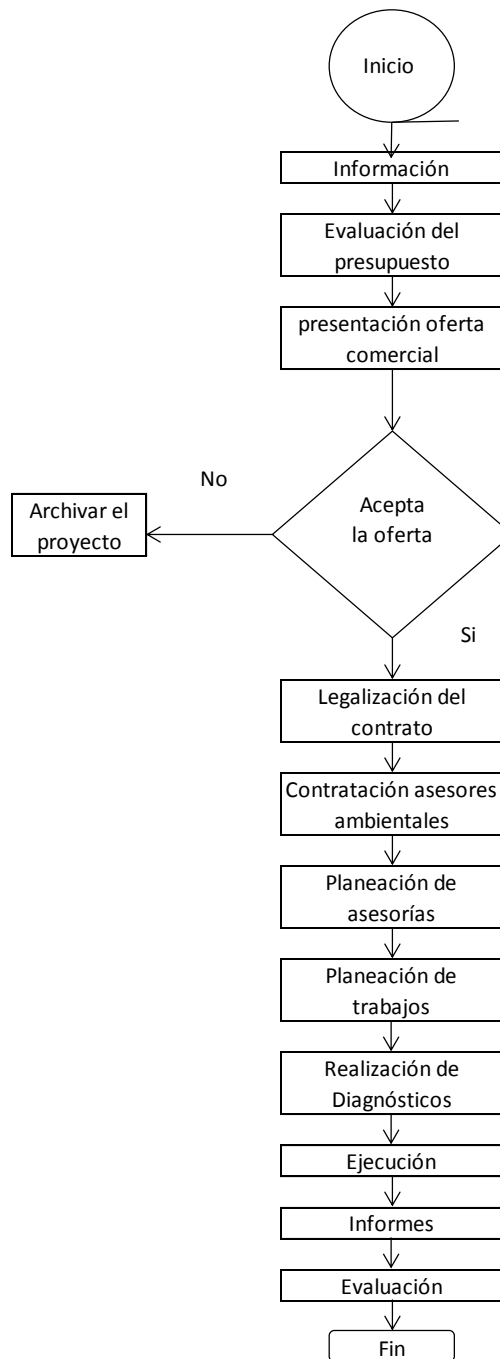 Inicio
Información
Evaluación del
presupuesto
presentación oferta
comercial
No
Archivar el
proyecto
Acepta
la oferta
Si
Legalización del
contrato
Contratación asesores
ambientales
Planeación de
asesorías
Planeación de
trabajos
Realización de
Diagnósticos
Ejecución
Informes
Evaluación
Fin